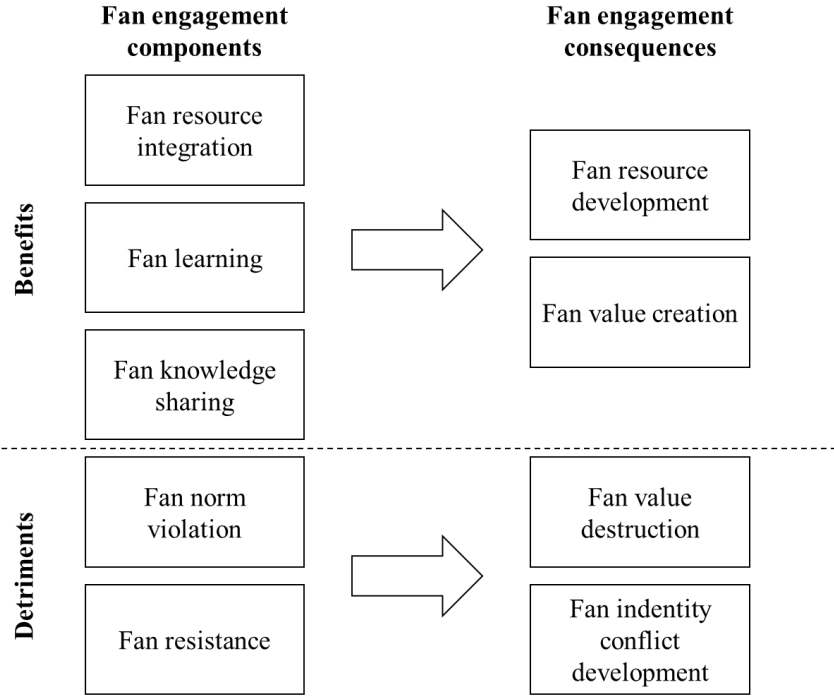 Fan engagement
components
Fan engagement
consequences
Benefits
Fan resource
integration
Fan learning
Fan knowledge
sharing
Fan resource
development
Fan value creation
Detriments
Fan norm
violation
Fan resistance
Fan value
destruction
Fan indentity
conflict
development